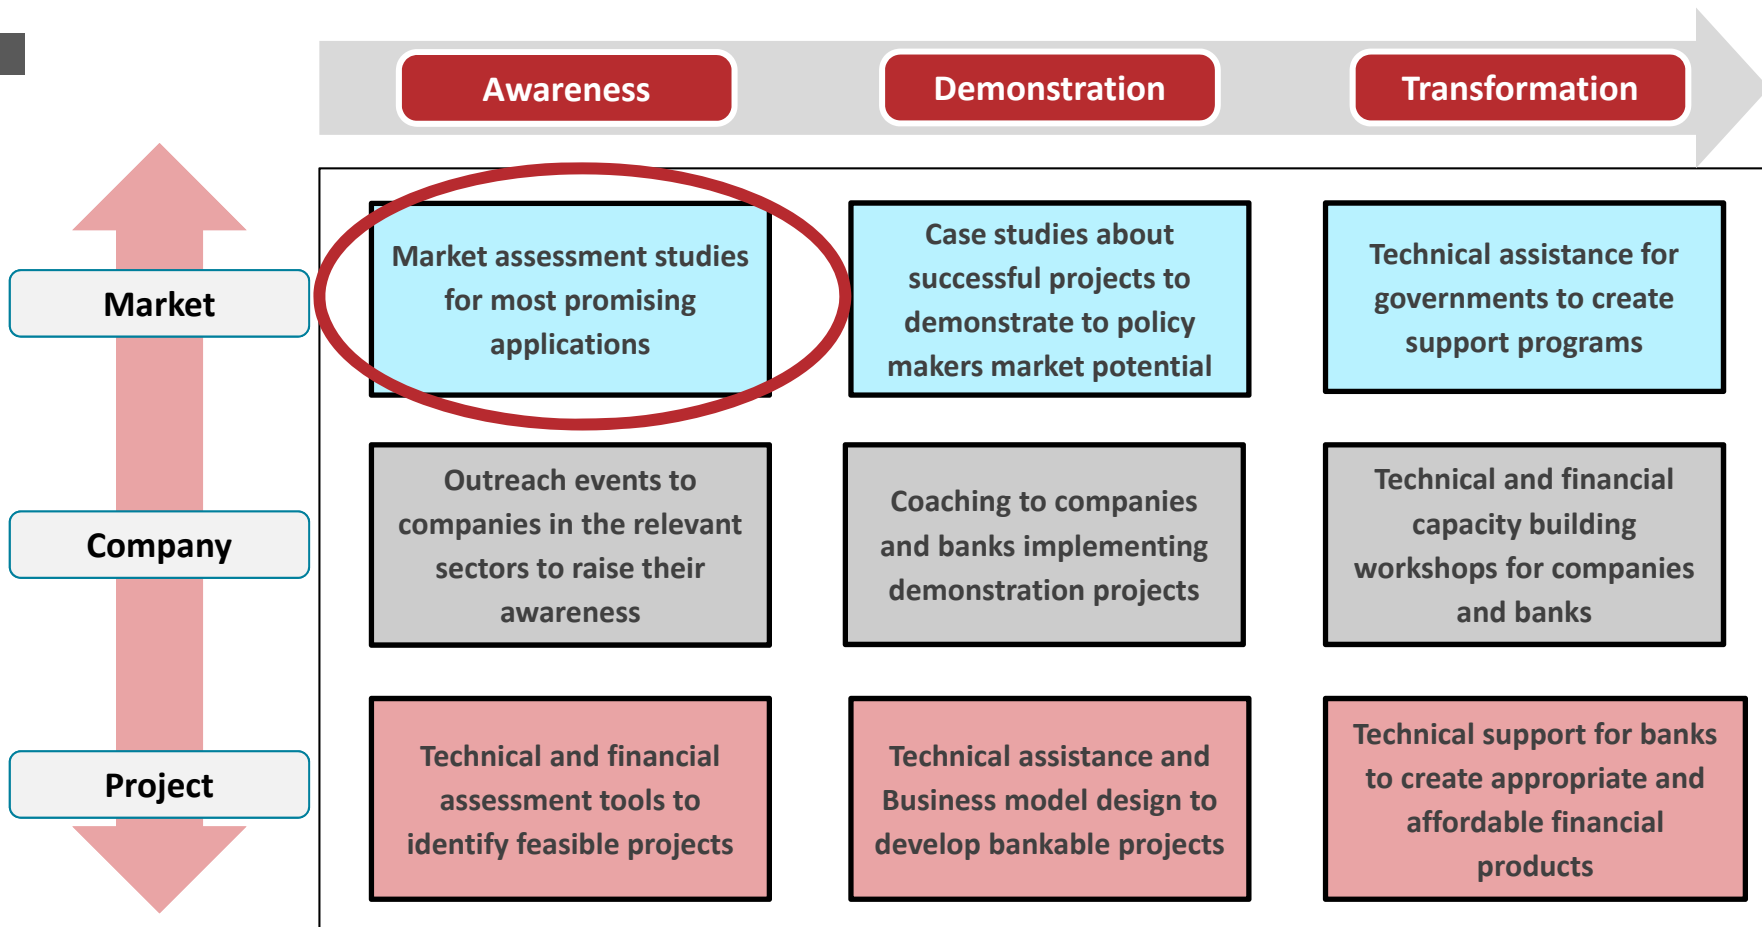 Awareness
Demonstration
Transformation
Market
Market assessment studies
for most promising
applications
Case studies about
successful projects to
demonstrate to policy
makers market potential
Technical assistance for
governments to create
support programs
Company
Outreach events to
companies in the relevant
sectors to raise their
awareness
Coaching to companies
and banks implementing
demonstration projects
Technical and financial
capacity building
workshops for companies
and banks
Project
Technical and financial
assessment tools to
identify feasible projects
Technical assistance and
Business model design to
develop bankable projects
Technical support for banks
to create appropriate and
affordable financial
products